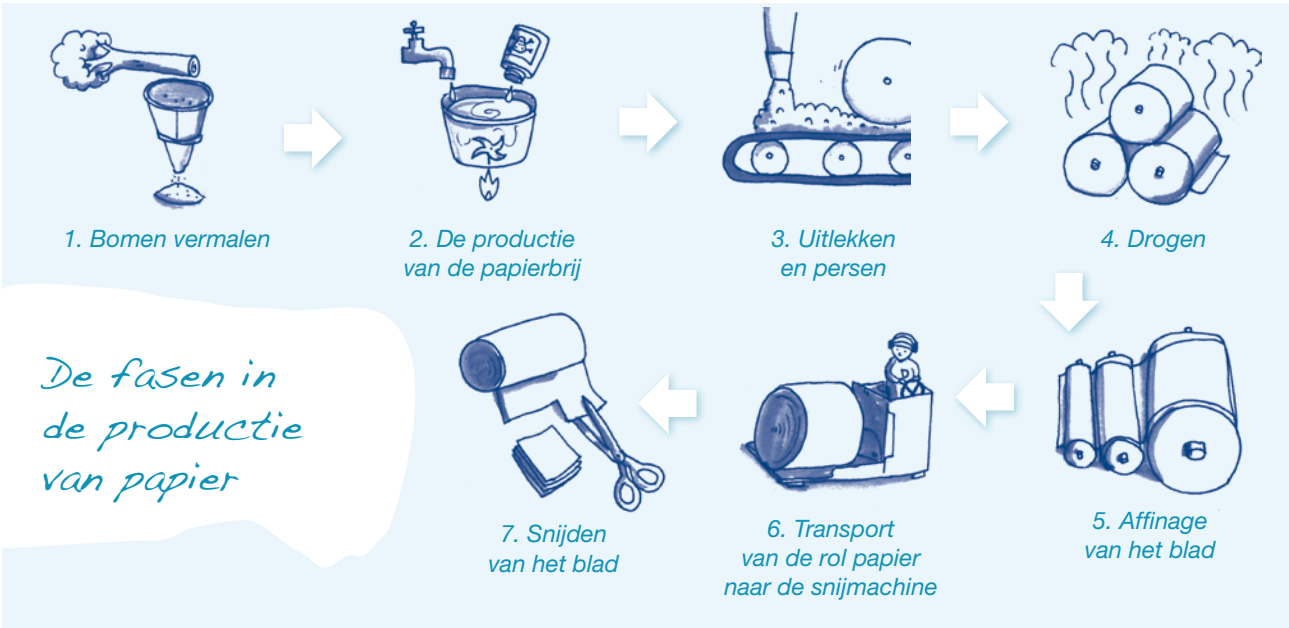 1. Bomen vermalen
2. De productie
van de papierbrij
3. Uitlekken
en persen
4. Drogen
De fasen in
de productie
van papier
5. Affinage
van het blad
6. Transport
van de rol papier
naar de snijmachine
7. Snijden
van het blad